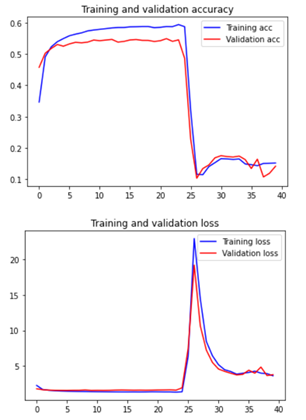 Training and validation accuracy
0.6
0.5
0.4
0.3
0.2
0.1
Training acc
Validation acc
0 5 10 15 20 25 30 35 40
Training and validation loss
20
15
10
5
Training loss
Validation loss
0 5 10 15 20 25 30 35 40